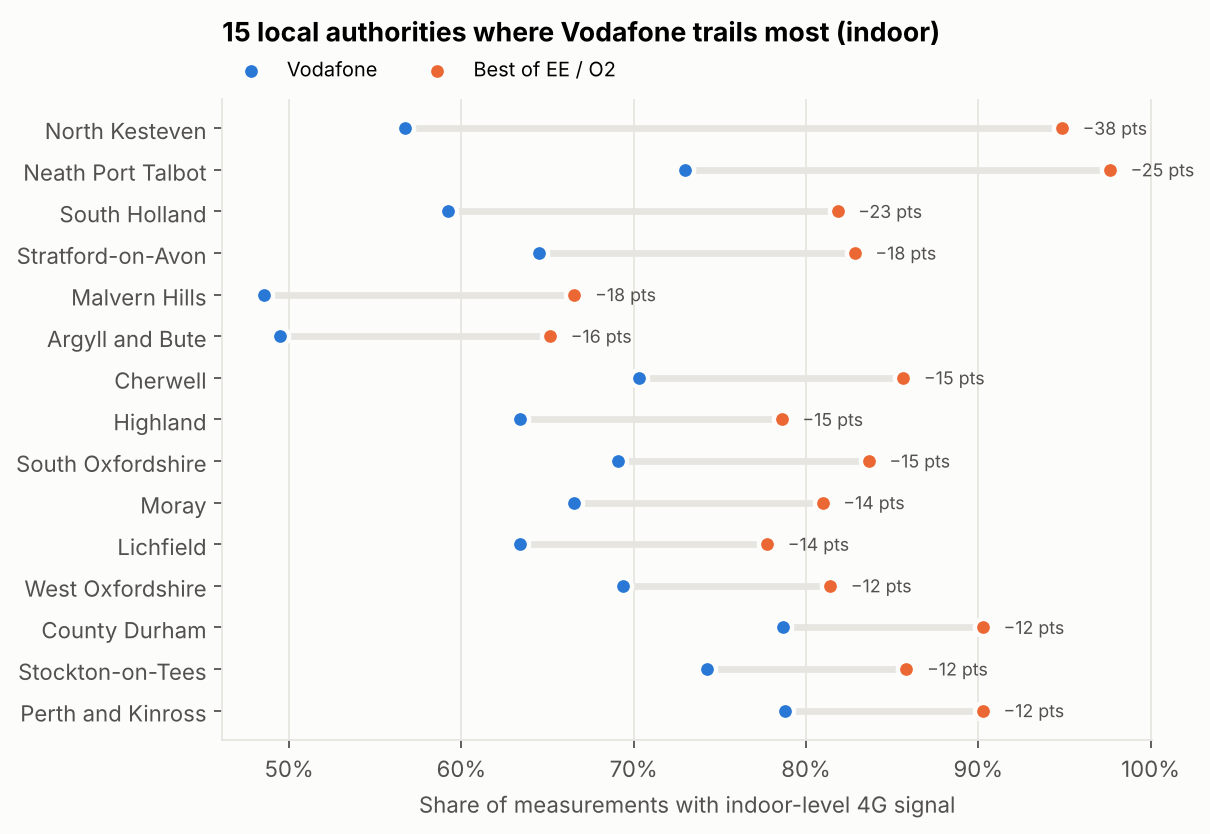 15 local authorities where Vodafone trails most (indoor)
Vodafone Best of EE / O2
North Kesteven −38 pts
Neath Port Talbot −25 pts
South Holland −23 pts
Stratford-on-Avon −18 pts
Malvern Hills −18 pts
Argyll and Bute −16 pts
Cherwell −15 pts
Highland −15 pts
South Oxfordshire −15 pts
Moray −14 pts
Lichfield −14 pts
West Oxfordshire −12 pts
County Durham −12 pts
Stockton-on-Tees −12 pts
Perth and Kinross −12 pts
50% 60% 70% 80% 90% 100%
Share of measurements with indoor-level 4G signal